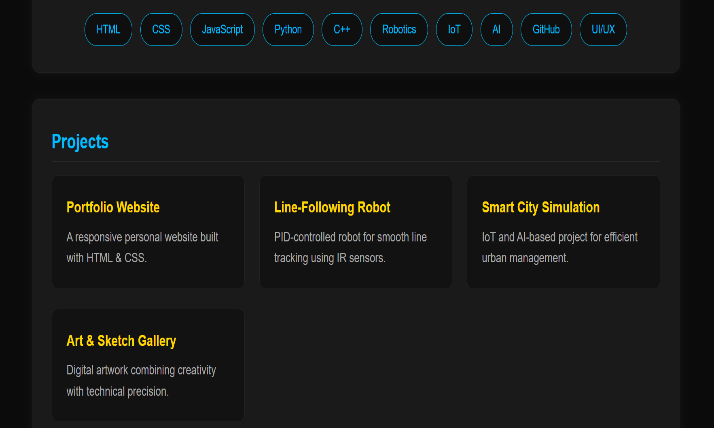 HTML CSS JavaScript Python C++ Robotics IoT AI GitHub UI/UX
Projects
Portfolio Website
A responsive personal website built
with HTML & CSS.
Line-Following Robot
PID-controlled robot for smooth line
tracking using IR sensors.
Smart City Simulation
IoT and AI-based project for efficient
urban management.
Art & Sketch Gallery
Digital artwork combining creativity
with technical precision.